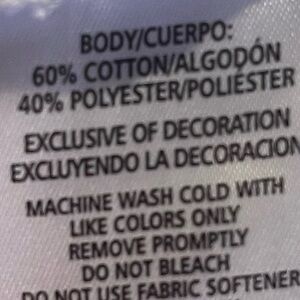 BODY/CUERPO:
60% COTTON/ALGODÓN
40% POLYESTER/POLIÉSTER
EXCLUSIVE OF DECORATION
EXCLUYENDO LA DECORACION
MACHINE WASH COLD WITH
LIKE COLORS ONLY
REMOVE PROMPTLY
DO NOT BLEACH
DO NOT USE FABRIC SOFTENER